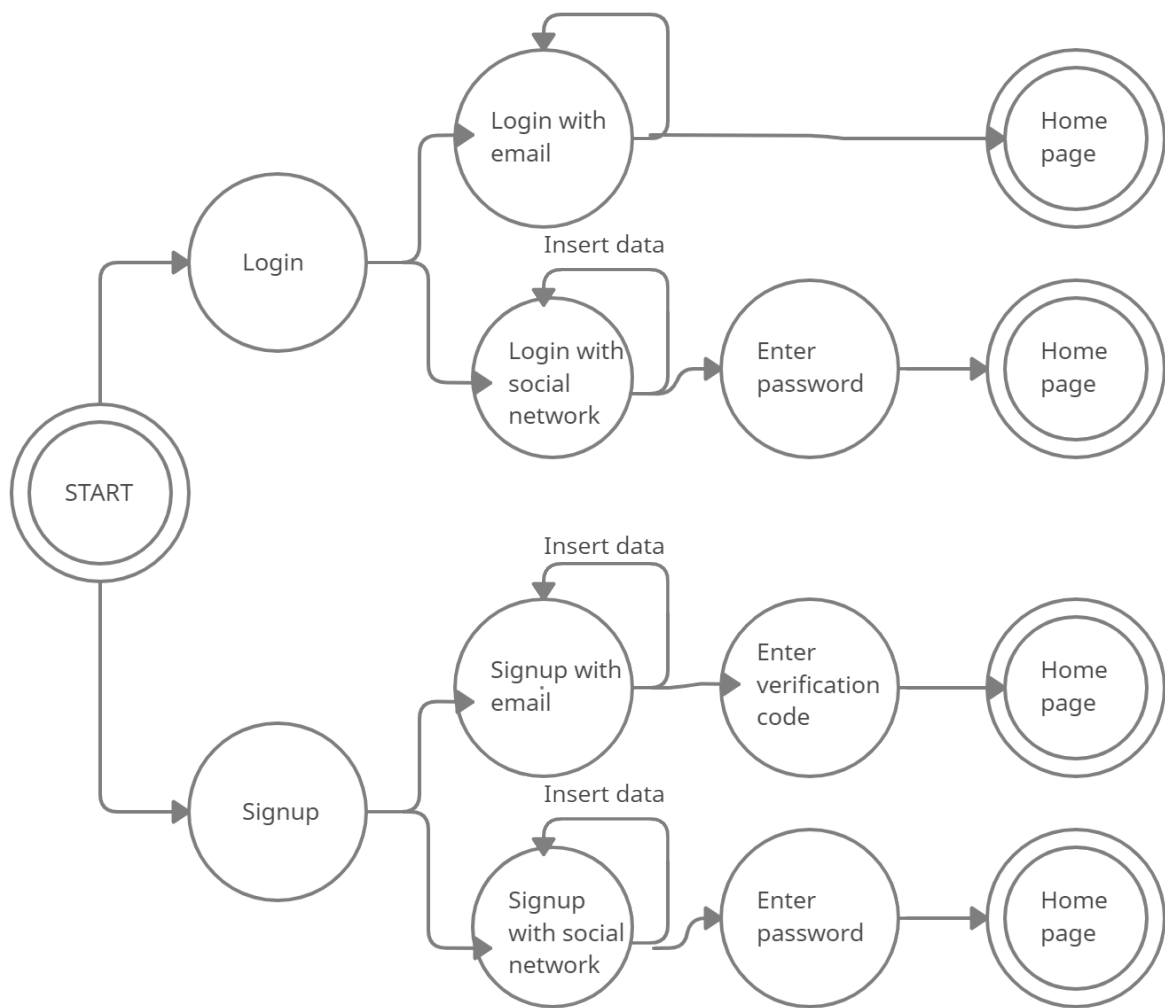 Login with
email
Home
page
Insert data
Login
Login with
social
network
Enter
password
Home
page
START
Insert data
Signup with
email
Enter
verification
code
Home
page
Signup
Insert data
Signup
with social
network
Enter
password
Home
page